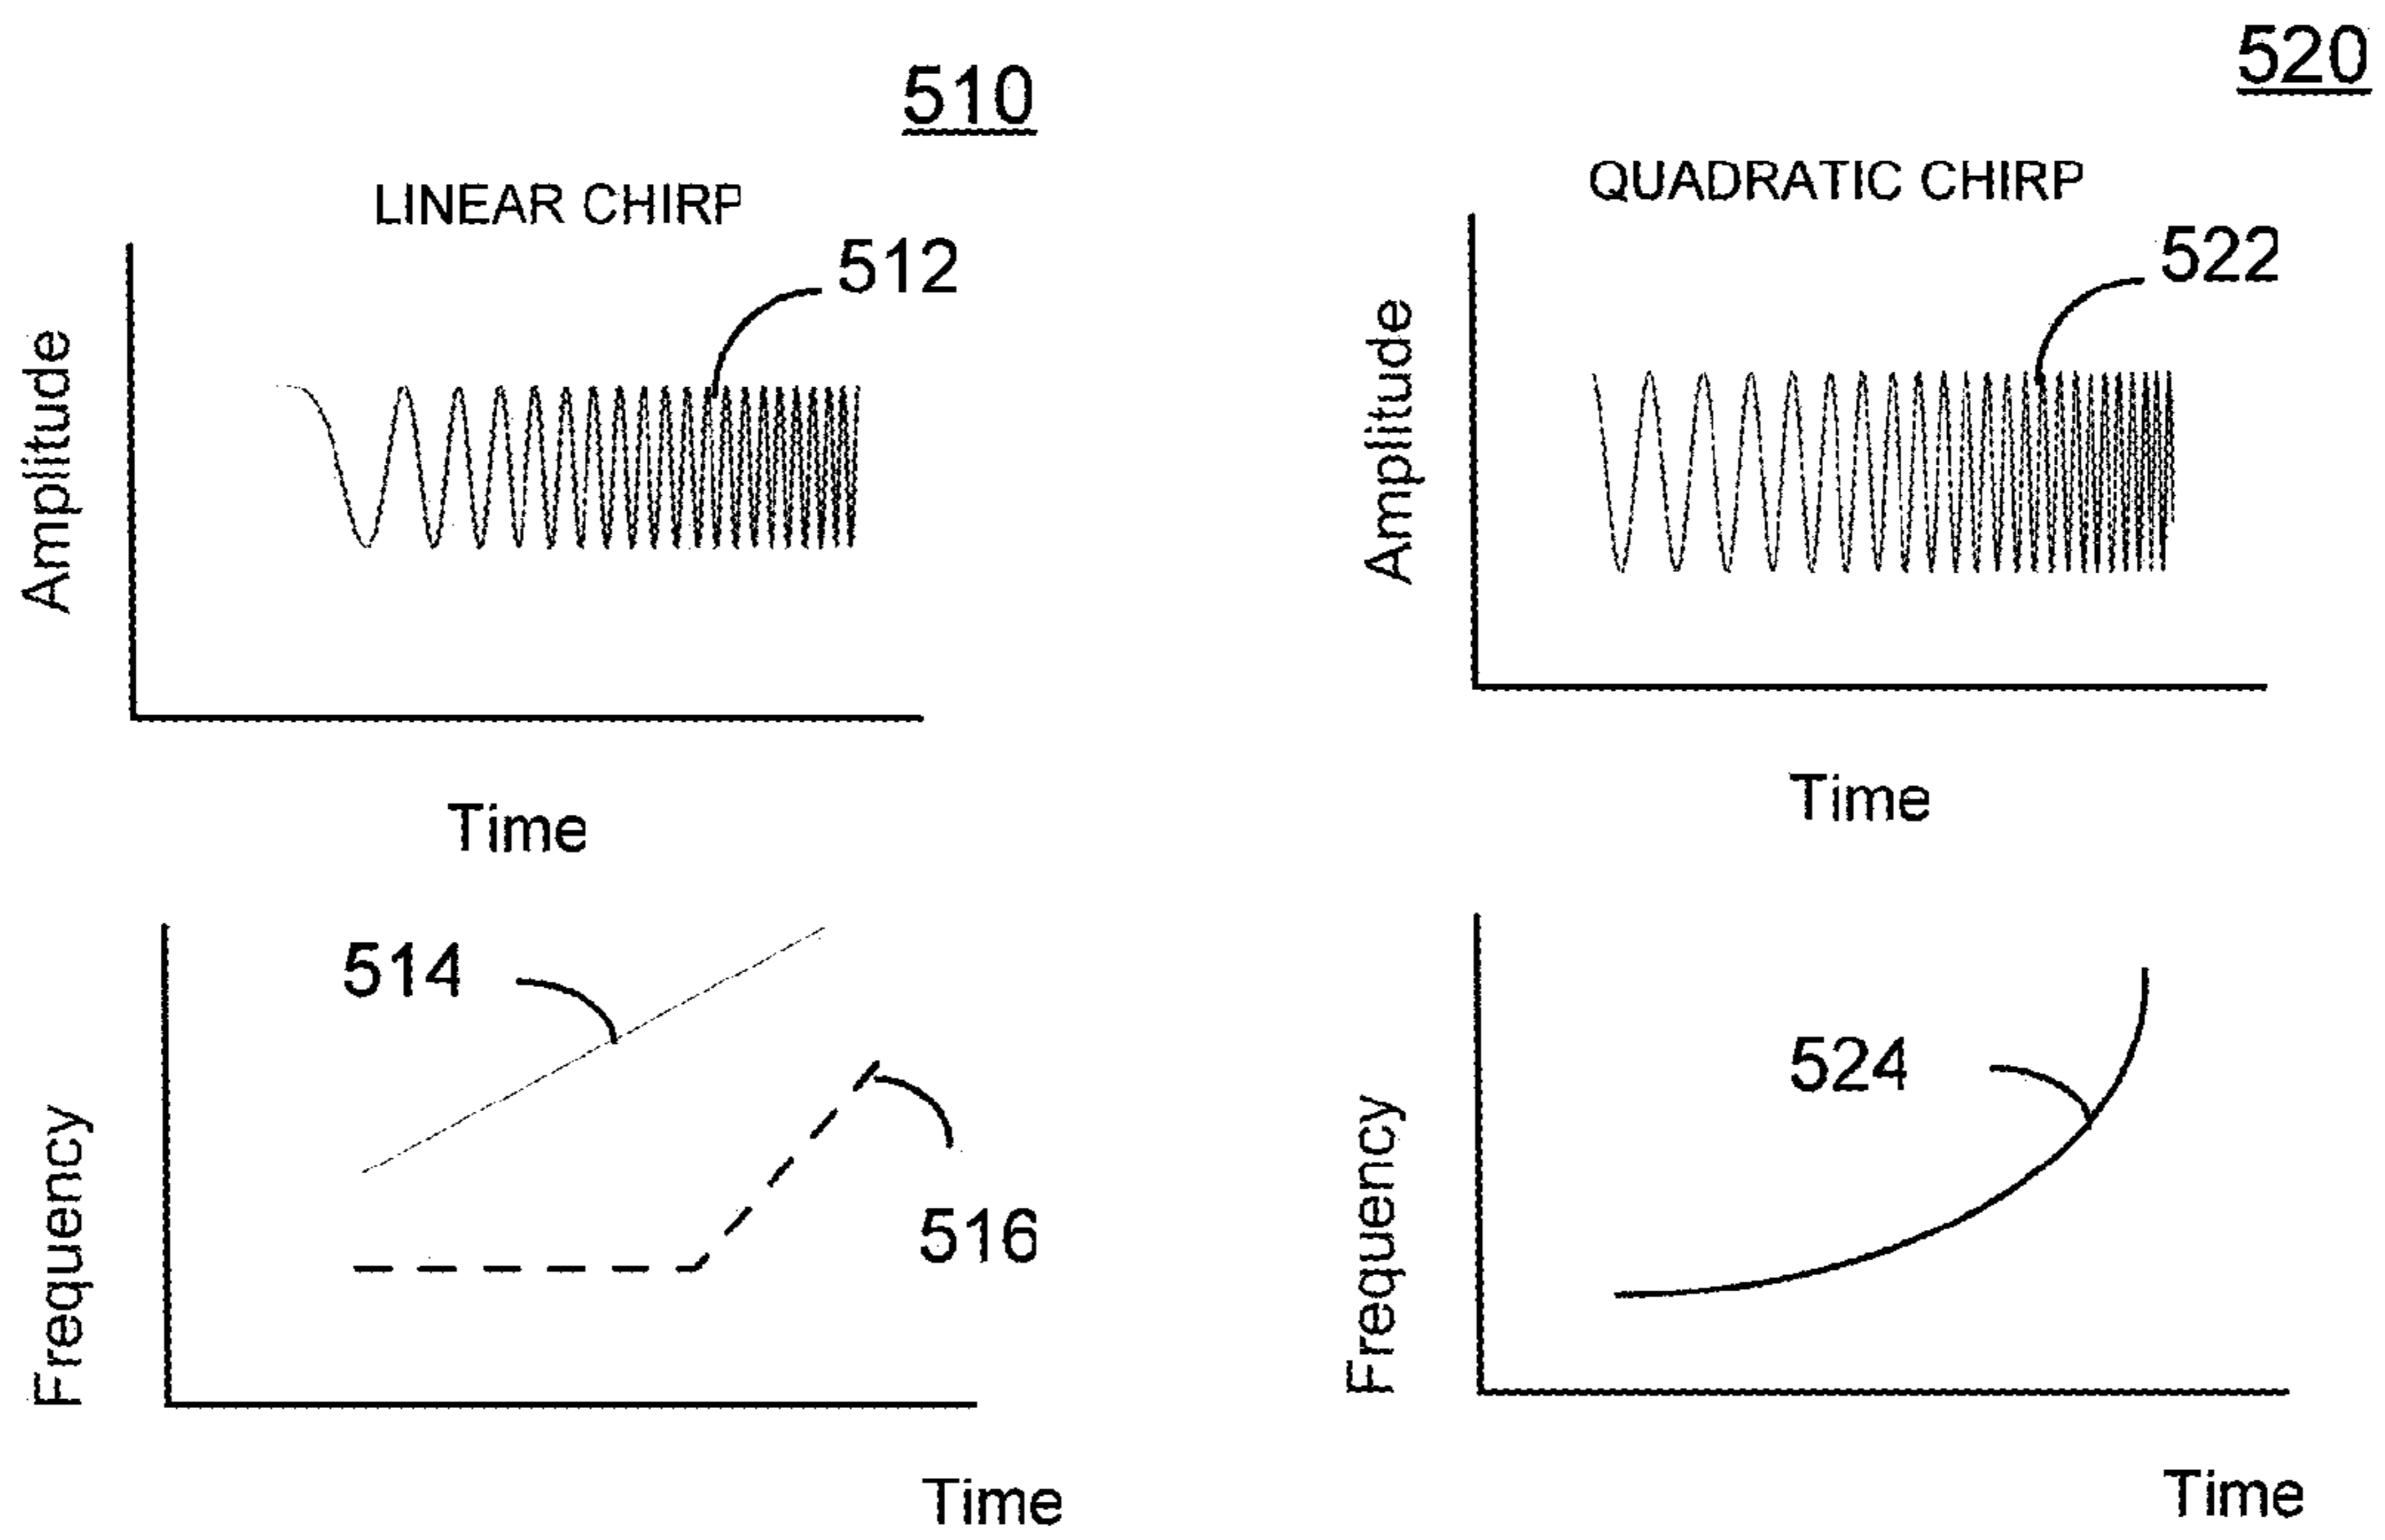 510
LINEAR CHIRP
512
Amplitude
Time
514
516
Frequency
Time
520
QUADRATIC CHIRP
522
Amplitude
Time
524
Frequency
Time